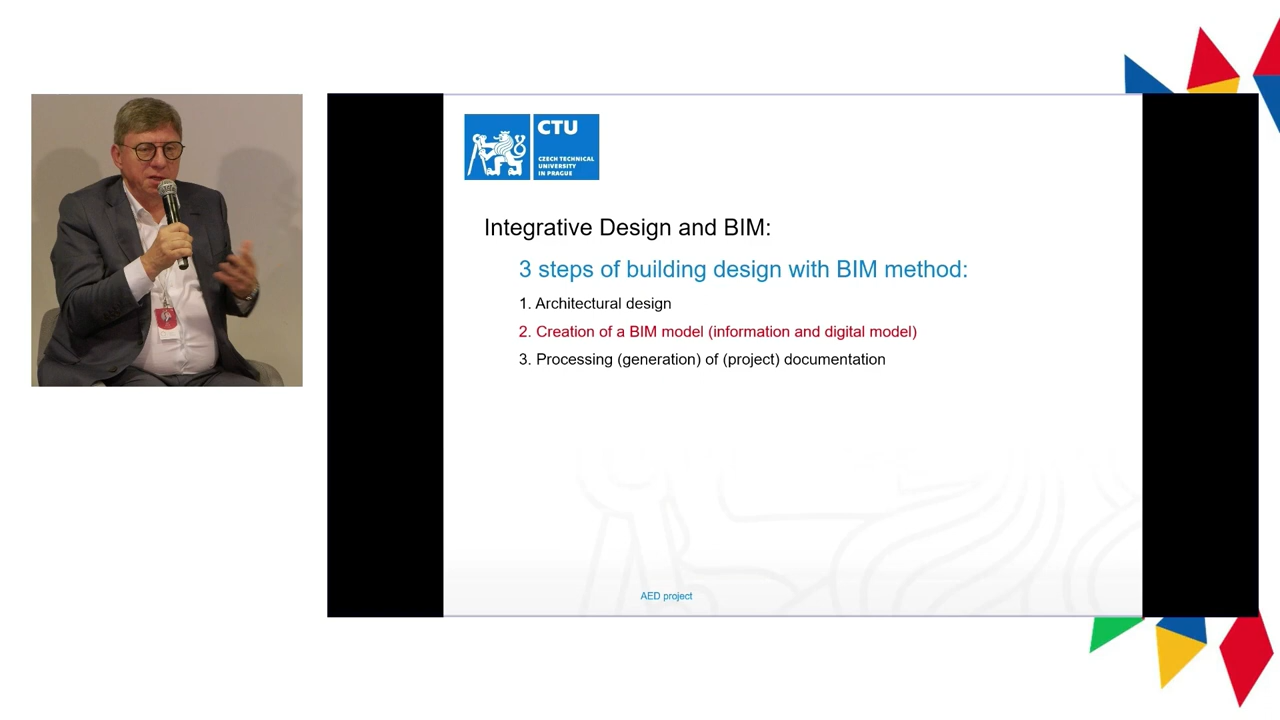 CTU
CZECH TECHNICAL
UNIVERSITY
IN PRAGUE
Integrative Design and BIM:
3 steps of building design with BIM method:
1. Architectural design
2. Creation of a BIM model (information and digital model)
3. Processing (generation) of (project) documentation
AED project